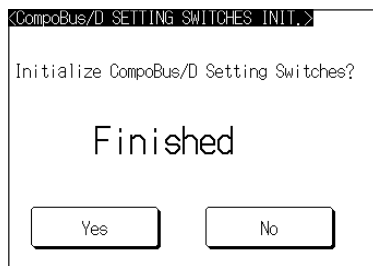 <CompoBus/D SETTING SWITCHES INIT.>
Initialize CompoBus/D Setting Switches?
Finished
Yes No